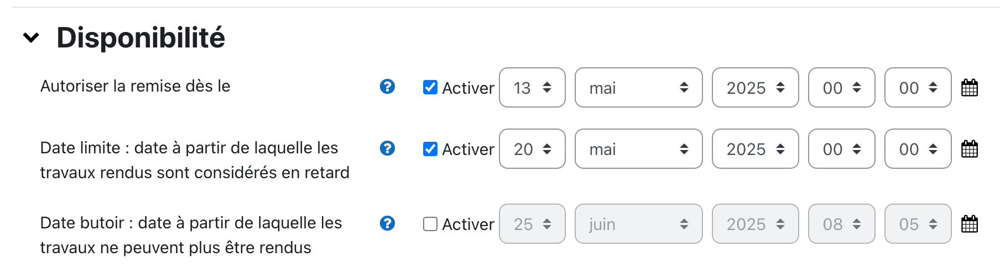 Disponibilité
Autoriser la remise dès le ? Activer 13 mai 2025 00 00
Date limite : date à partir de laquelle les ? Activer 20 mai 2025 00 00
travaux rendus sont considérés en retard
Date butoir : date à partir de laquelle les ? Activer 25 juin 2025 08 05
travaux ne peuvent plus être rendus